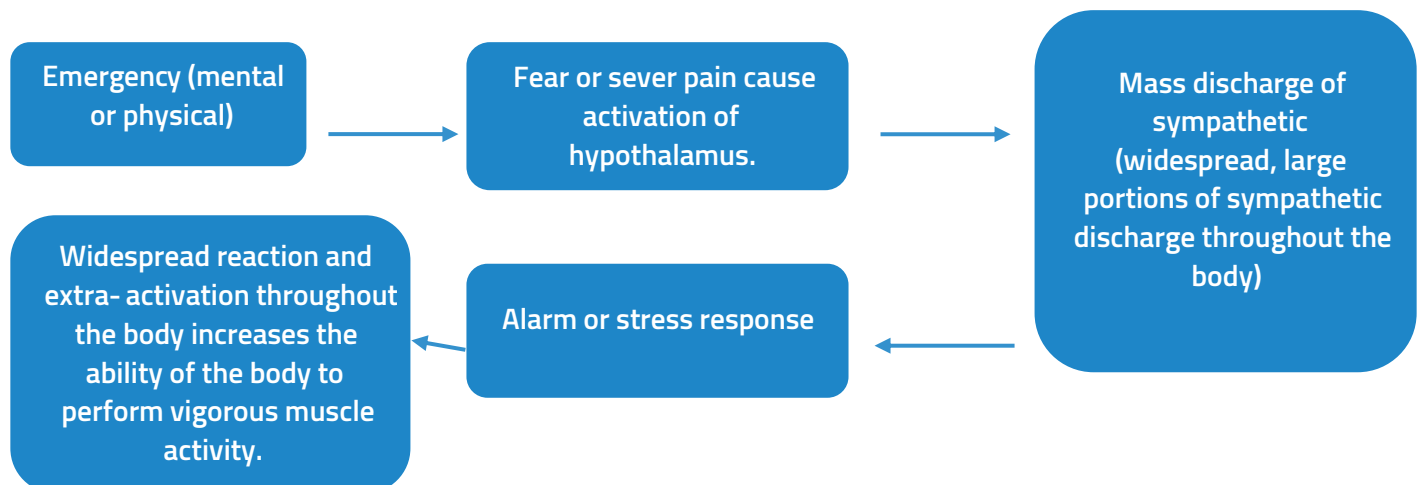 Emergency (mental
or physical)
Fear or sever pain cause
activation of
hypothalamus.
Mass discharge of
sympathetic
(widespread, large
portions of sympathetic
discharge throughout the
body)
Alarm or stress response
Widespread reaction and
extra- activation throughout
the body increases the
ability of the body to
perform vigorous muscle
activity.